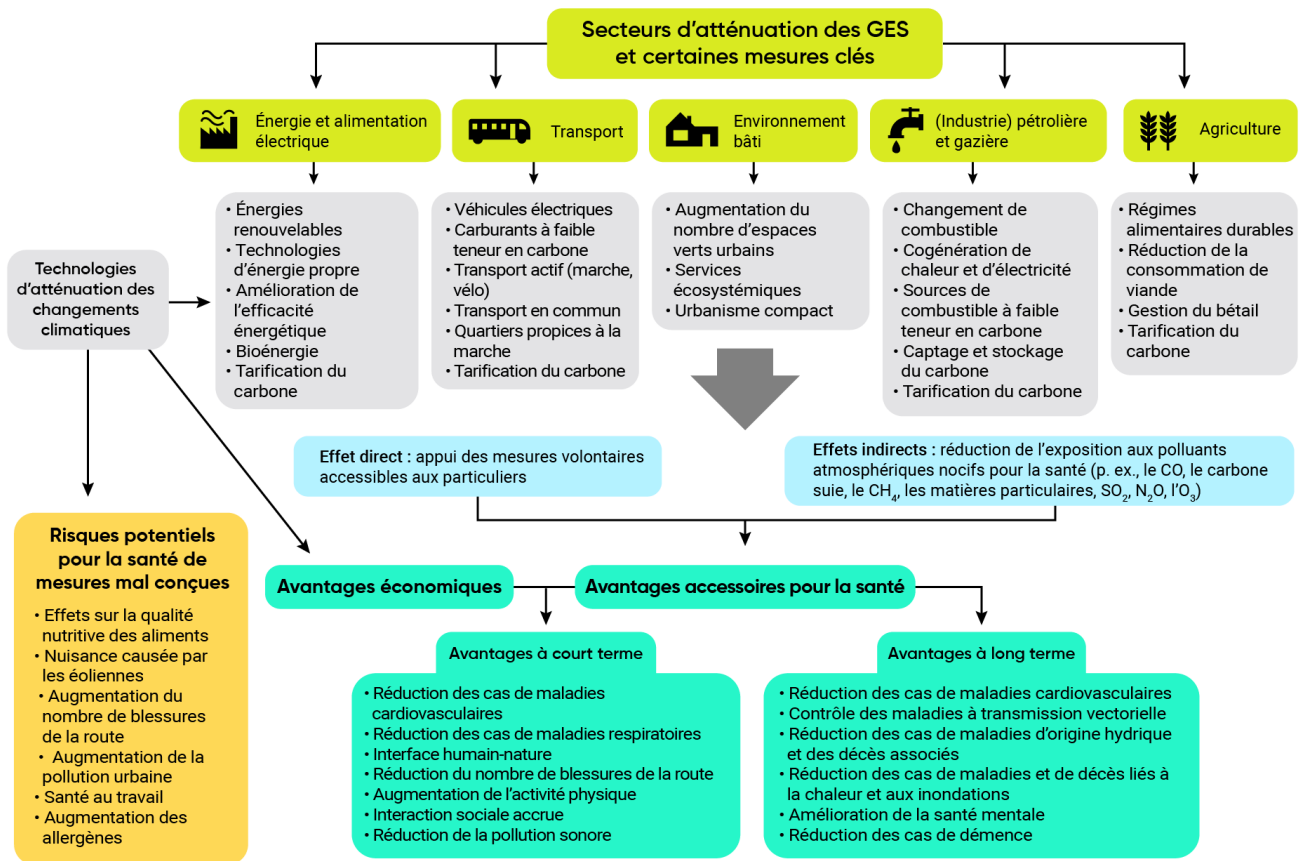 Secteurs d'atténuation des GES
et certaines mesures clés
Énergie et alimentation
électrique
Transport
Environnement
bâti
(Industrie) pétrolière
et gazière
Agriculture
Technologies
d'atténuation des
changements
climatiques
• Énergies
renouvelables
• Technologies
d'énergie propre
• Amélioration de
l'efficacité
énergétique
• Bioénergie
• Tarification du
carbone
• Véhicules électriques
• Carburants à faible
teneur en carbone
• Transport actif (marche,
vélo)
• Transport en commun
• Quartiers propices à la
marche
• Tarification du carbone
• Augmentation du
nombre d'espaces
verts urbains
• Services
écosystémiques
• Urbanisme compact
• Changement de
combustible
• Cogénération de
chaleur et d'électricité
• Sources de
combustible à faible
teneur en carbone
• Captage et stockage
du carbone
• Tarification du carbone
• Régimes
alimentaires durables
• Réduction de la
consommation de
viande
• Gestion du bétail
• Tarification du
carbone
Effet direct : appui des mesures volontaires
accessibles aux particuliers
Effets indirects : réduction de l'exposition aux polluants
atmosphériques nocifs pour la santé (p. ex., le CO, le carbone
suie, le CH₄, les matières particulaires, SO₂, N₂O, l'O₃)
Risques potentiels
pour la santé de
mesures mal conçues
• Effets sur la qualité
nutritive des aliments
• Nuisance causée par
les éoliennes
• Augmentation du
nombre de blessures
de la route
• Augmentation de la
pollution urbaine
• Santé au travail
• Augmentation des
allergènes
Avantages économiques
Avantages accessoires pour la santé
Avantages à court terme
• Réduction des cas de maladies
cardiovasculaires
• Réduction des cas de maladies respiratoires
• Interface humain-nature
• Réduction du nombre de blessures de la route
• Augmentation de l'activité physique
• Interaction sociale accrue
• Réduction de la pollution sonore
Avantages à long terme
• Réduction des cas de maladies cardiovasculaires
• Contrôle des maladies à transmission vectorielle
• Réduction des cas de maladies d'origine hydrique
et des décès associés
• Réduction des cas de maladies et de décès liés à
la chaleur et aux inondations
• Amélioration de la santé mentale
• Réduction des cas de démence